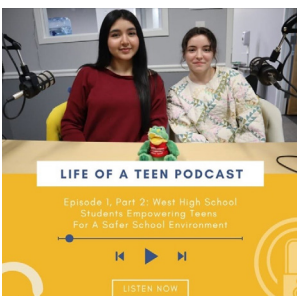 LIFE OF A TEEN PODCAST
Episode 1, Part 2: West High School
Students Empowering Teens
For A Safer School Environment
LISTEN NOW